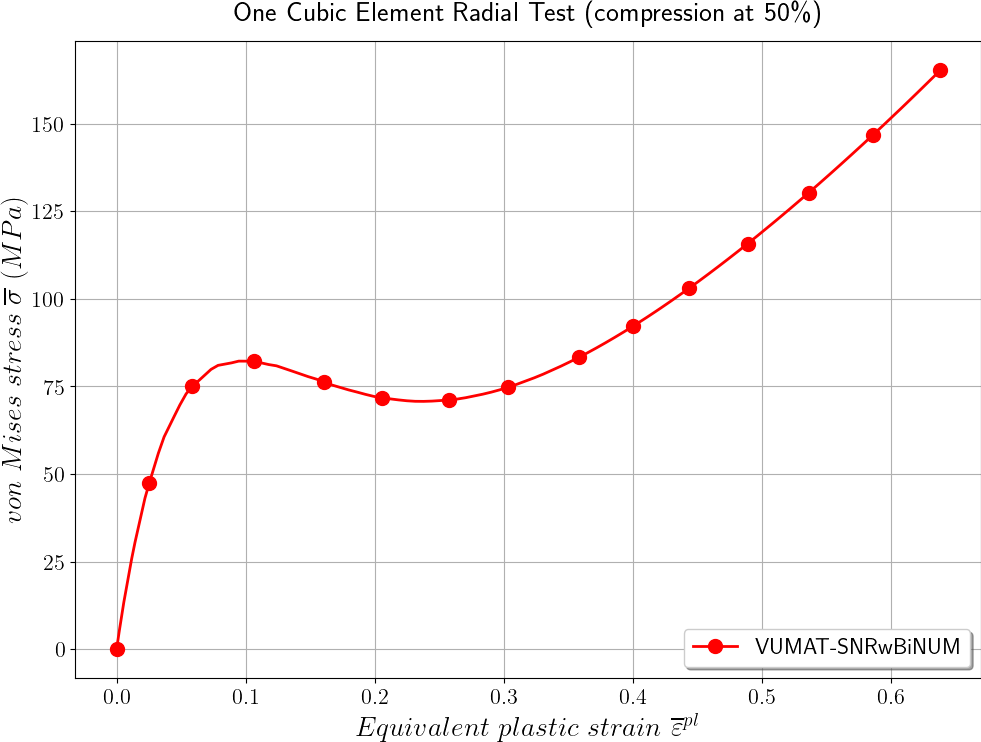 One Cubic Element Radial Test (compression at 50%)
von Mises stress σ̅ (MPa)
150
125
100
75
50
25
0
0.0 0.1 0.2 0.3 0.4 0.5 0.6
Equivalent plastic strain ε̅^{pl}
VUMAT-SNRwBiNUM